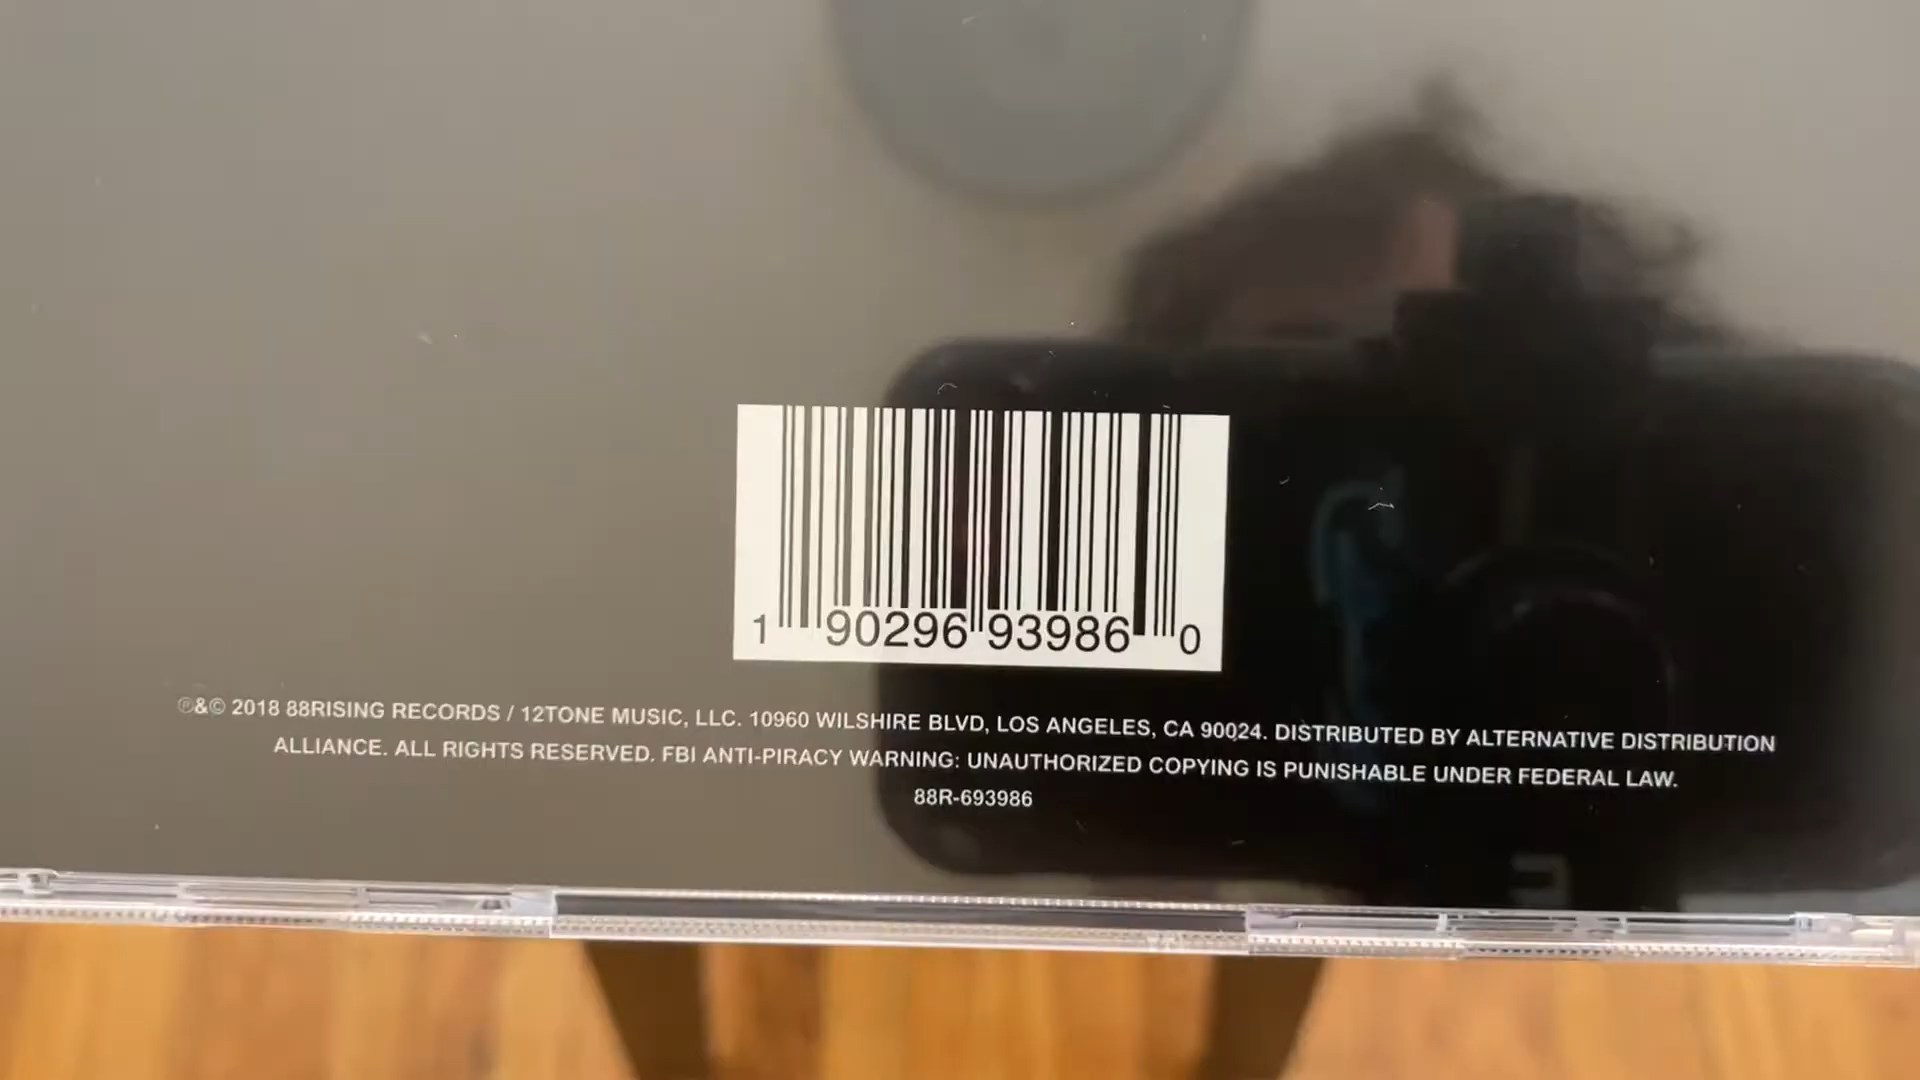 1 90296 93986 0
℗&© 2018 88RISING RECORDS / 12TONE MUSIC, LLC. 10960 WILSHIRE BLVD, LOS ANGELES, CA 90024. DISTRIBUTED BY ALTERNATIVE DISTRIBUTION
ALLIANCE. ALL RIGHTS RESERVED. FBI ANTI-PIRACY WARNING: UNAUTHORIZED COPYING IS PUNISHABLE UNDER FEDERAL LAW.
88R-693986